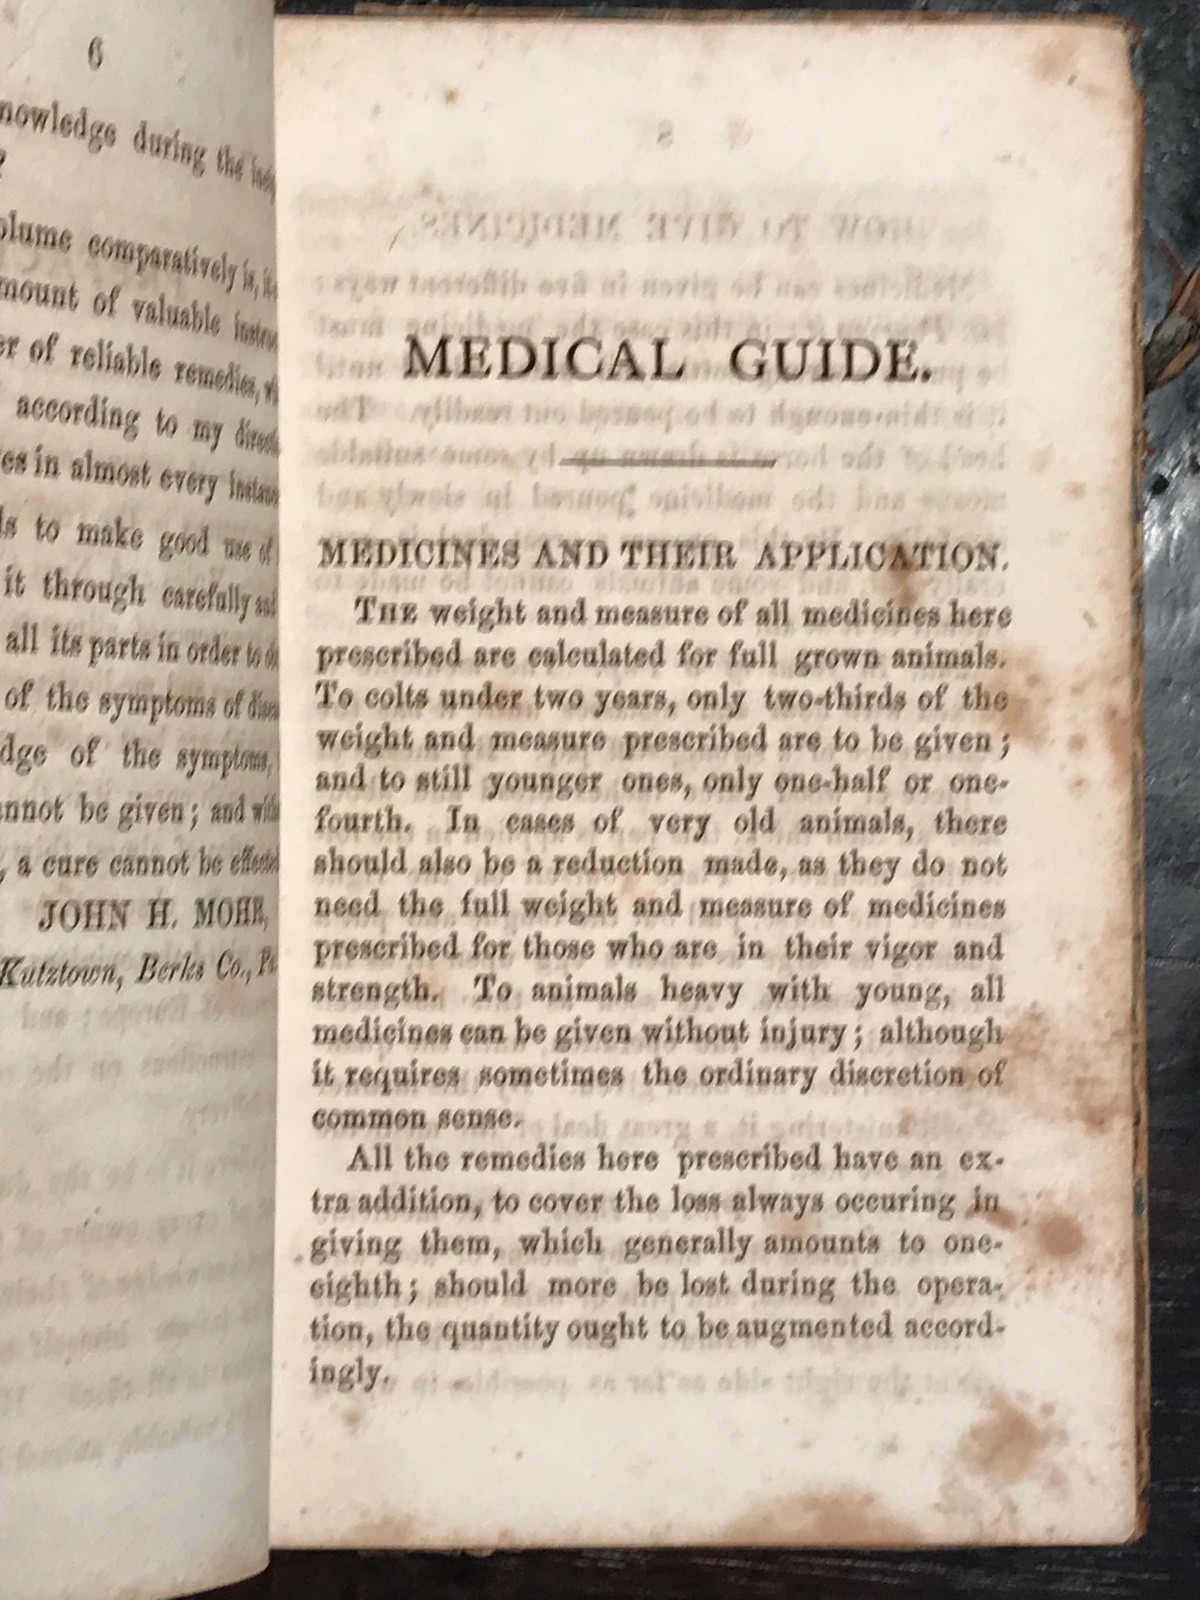 6
knowledge during the
volume comparatively is,
amount of valuable
of reliable remedies,
according to my
in almost every
to make good use of
it through carefully and
all its parts in order to
of the symptoms of
of the symptoms,
cannot be given; and
a cure cannot be effected
JOHN H. MOHR,
Kutztown, Berks Co., Pa
MEDICAL GUIDE.
MEDICINES AND THEIR APPLICATION.
THE weight and measure of all medicines here
prescribed are calculated for full grown animals.
To colts under two years, only two-thirds of the
weight and measure prescribed are to be given;
and to still younger ones, only one-half or one-
fourth. In cases of very old animals, there
should also be a reduction made, as they do not
need the full weight and measure of medicines
prescribed for those who are in their vigor and
strength. To animals heavy with young, all
medicines can be given without injury; although
it requires sometimes the ordinary discretion of
common sense.
All the remedies here prescribed have an ex-
tra addition, to cover the loss always occuring in
giving them, which generally amounts to one-
eighth; should more be lost during the opera-
tion, the quantity ought to be augmented accord-
ingly.